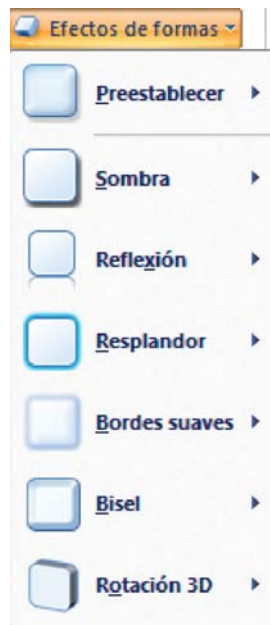 Efectos de formas
Preestablecer
Sombra
Reflexión
Resplandor
Bordes suaves
Bisel
Rotación 3D